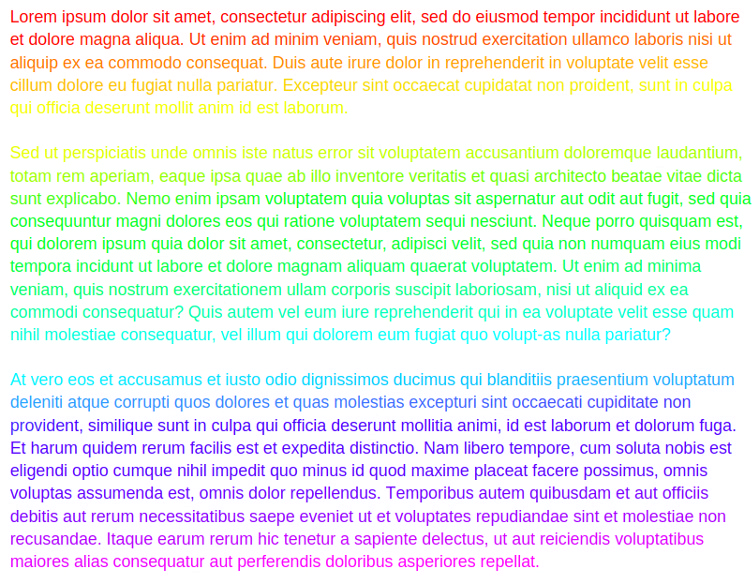 Lorem ipsum dolor sit amet, consectetur adipiscing elit, sed do eiusmod tempor incididunt ut labore
et dolore magna aliqua. Ut enim ad minim veniam, quis nostrud exercitation ullamco laboris nisi ut
aliquip ex ea commodo consequat. Duis aute irure dolor in reprehenderit in voluptate velit esse
cillum dolore eu fugiat nulla pariatur. Excepteur sint occaecat cupidatat non proident, sunt in culpa
qui officia deserunt mollit anim id est laborum.

Sed ut perspiciatis unde omnis iste natus error sit voluptatem accusantium doloremque laudantium,
totam rem aperiam, eaque ipsa quae ab illo inventore veritatis et quasi architecto beatae vitae dicta
sunt explicabo. Nemo enim ipsam voluptatem quia voluptas sit aspernatur aut odit aut fugit, sed quia
consequuntur magni dolores eos qui ratione voluptatem sequi nesciunt. Neque porro quisquam est,
qui dolorem ipsum quia dolor sit amet, consectetur, adipisci velit, sed quia non numquam eius modi
tempora incidunt ut labore et dolore magnam aliquam quaerat voluptatem. Ut enim ad minima
veniam, quis nostrum exercitationem ullam corporis suscipit laboriosam, nisi ut aliquid ex ea
commodi consequatur? Quis autem vel eum iure reprehenderit qui in ea voluptate velit esse quam
nihil molestiae consequatur, vel illum qui dolorem eum fugiat quo volupt-as nulla pariatur?

At vero eos et accusamus et iusto odio dignissimos ducimus qui blanditiis praesentium voluptatum
deleniti atque corrupti quos dolores et quas molestias excepturi sint occaecati cupiditate non
provident, similique sunt in culpa qui officia deserunt mollitia animi, id est laborum et dolorum fuga.
Et harum quidem rerum facilis est et expedita distinctio. Nam libero tempore, cum soluta nobis est
eligendi optio cumque nihil impedit quo minus id quod maxime placeat facere possimus, omnis
voluptas assumenda est, omnis dolor repellendus. Temporibus autem quibusdam et aut officiis
debitis aut rerum necessitatibus saepe eveniet ut et voluptates repudiandae sint et molestiae non
recusandae. Itaque earum rerum hic tenetur a sapiente delectus, ut aut reiciendis voluptatibus
maiores alias consequatur aut perferendis doloribus asperiores repellat.